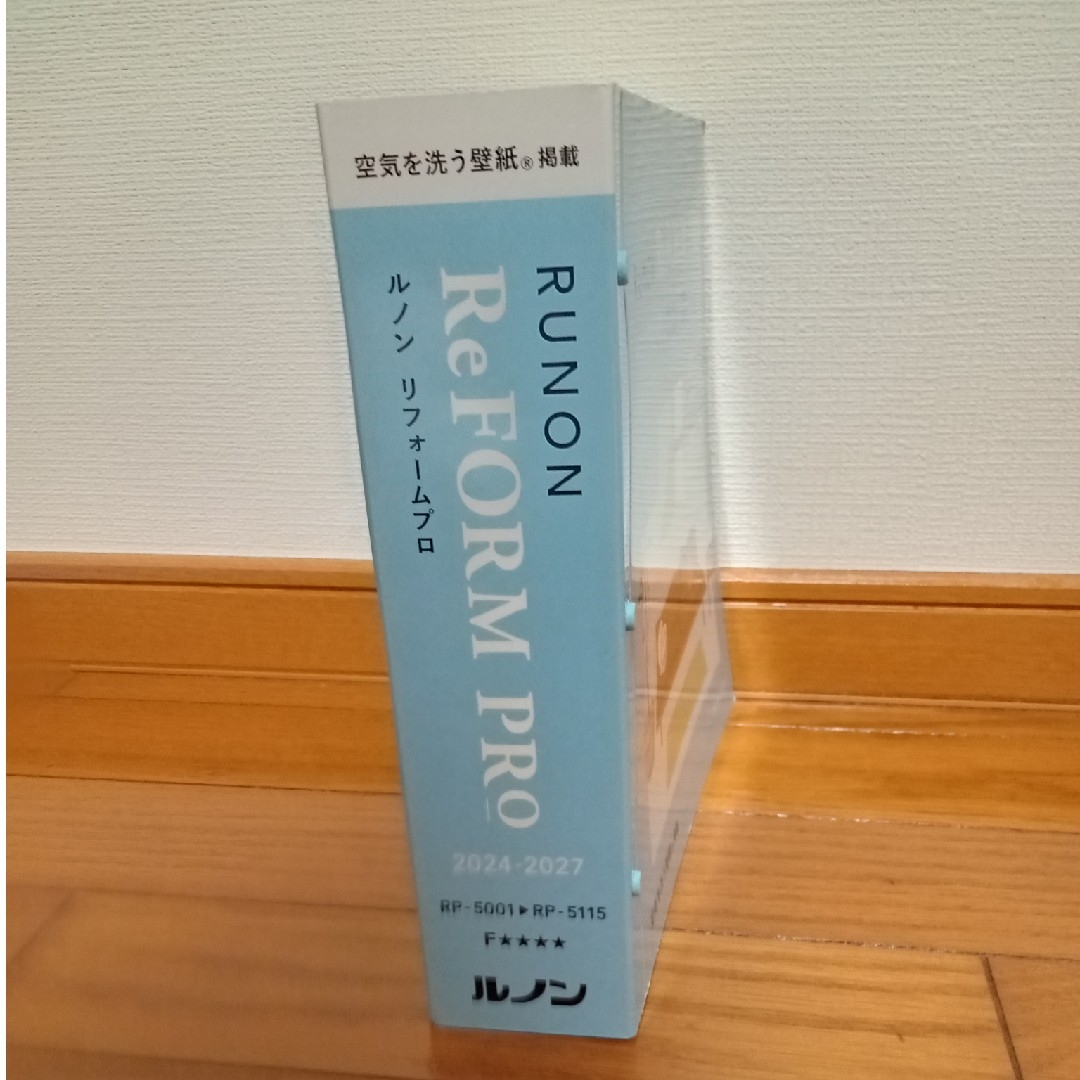 空気を洗う壁紙®掲載
RUNON
ReFORM PRO
ルノン リフォームプロ
2024-2027
RP-5001▶RP-5115
F★★★★
ルノン